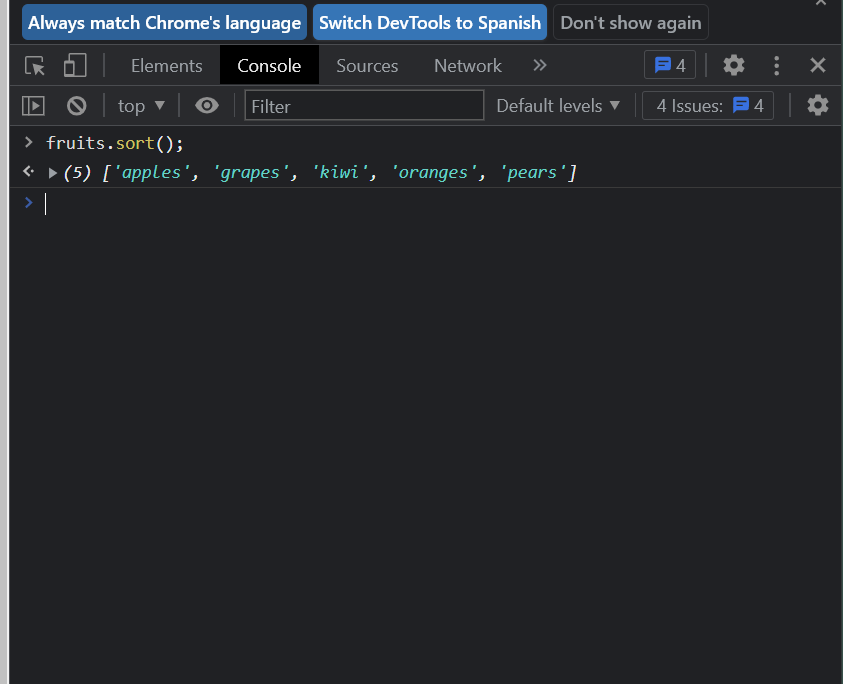 Always match Chrome's language Switch DevTools to Spanish Don't show again
Elements Console Sources Network » 4
top Filter Default levels 4 Issues: 4
> fruits.sort();
(5) ['apples', 'grapes', 'kiwi', 'oranges', 'pears']
>